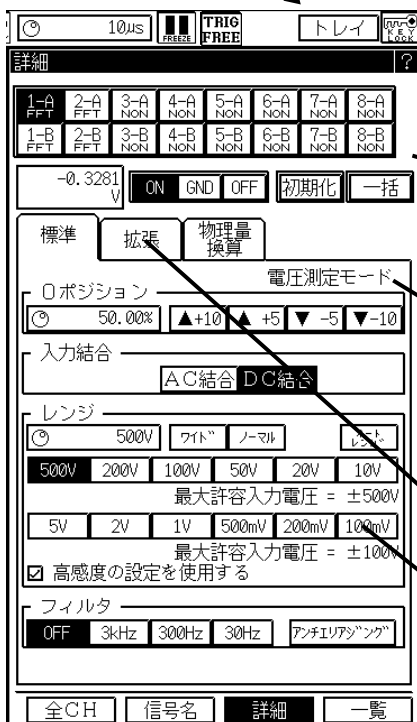 10μs FREEZE TRIG FREE トレイ KEY LOCK
詳細 ?
1-A FFT 2-A FFT 3-A NON 4-A NON 5-A NON 6-A NON 7-A NON 8-A NON
1-B FFT 2-B FFT 3-B NON 4-B NON 5-B NON 6-B NON 7-B NON 8-B NON
-0.3281 V ON GND OFF 初期化 一括
標準 拡張 物理量換算
電圧測定モード
0ポジション
50.00% ▲+10 ▲ +5 ▼ -5 ▼-10
入力結合
AC結合 DC結合
レンジ
500V ワイド ノーマル
500V 200V 100V 50V 20V 10V
最大許容入力電圧 = ±500V
5V 2V 1V 500mV 200mV 100mV
最大許容入力電圧 = ±100V
☑ 高感度の設定を使用する
フィルタ
OFF 3kHz 300Hz 30Hz アンチエリアジング
全CH 信号名 詳細 一覧